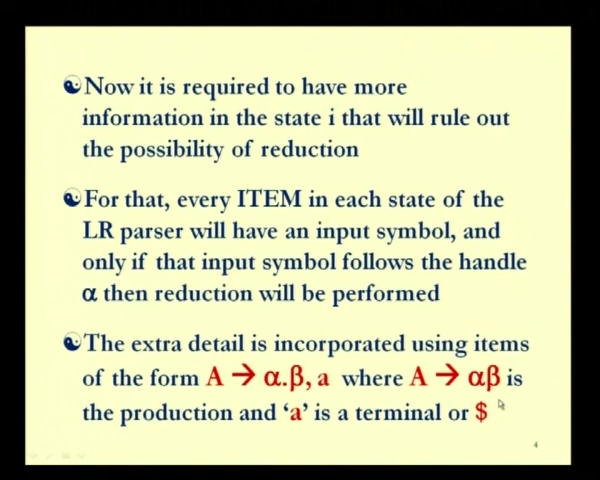 ☯Now it is required to have more
information in the state i that will rule out
the possibility of reduction
☯For that, every ITEM in each state of the
LR parser will have an input symbol, and
only if that input symbol follows the handle
α then reduction will be performed
☯The extra detail is incorporated using items
of the form A → α.β, a where A → αβ is
the production and ‘a’ is a terminal or $
4